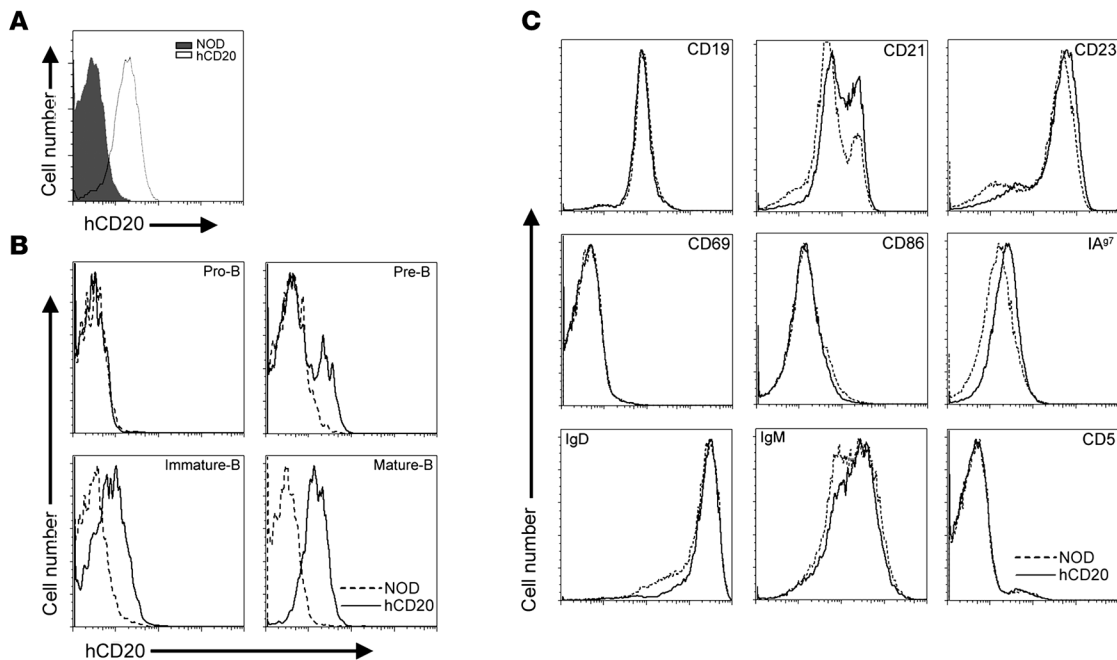 A
NOD
hCD20
Cell number
hCD20
B
Pro-B
Pre-B
Immature-B
Mature-B
NOD
hCD20
Cell number
hCD20
C
CD19
CD21
CD23
CD69
CD86
IAg7
IgD
IgM
CD5
NOD
hCD20
Cell number